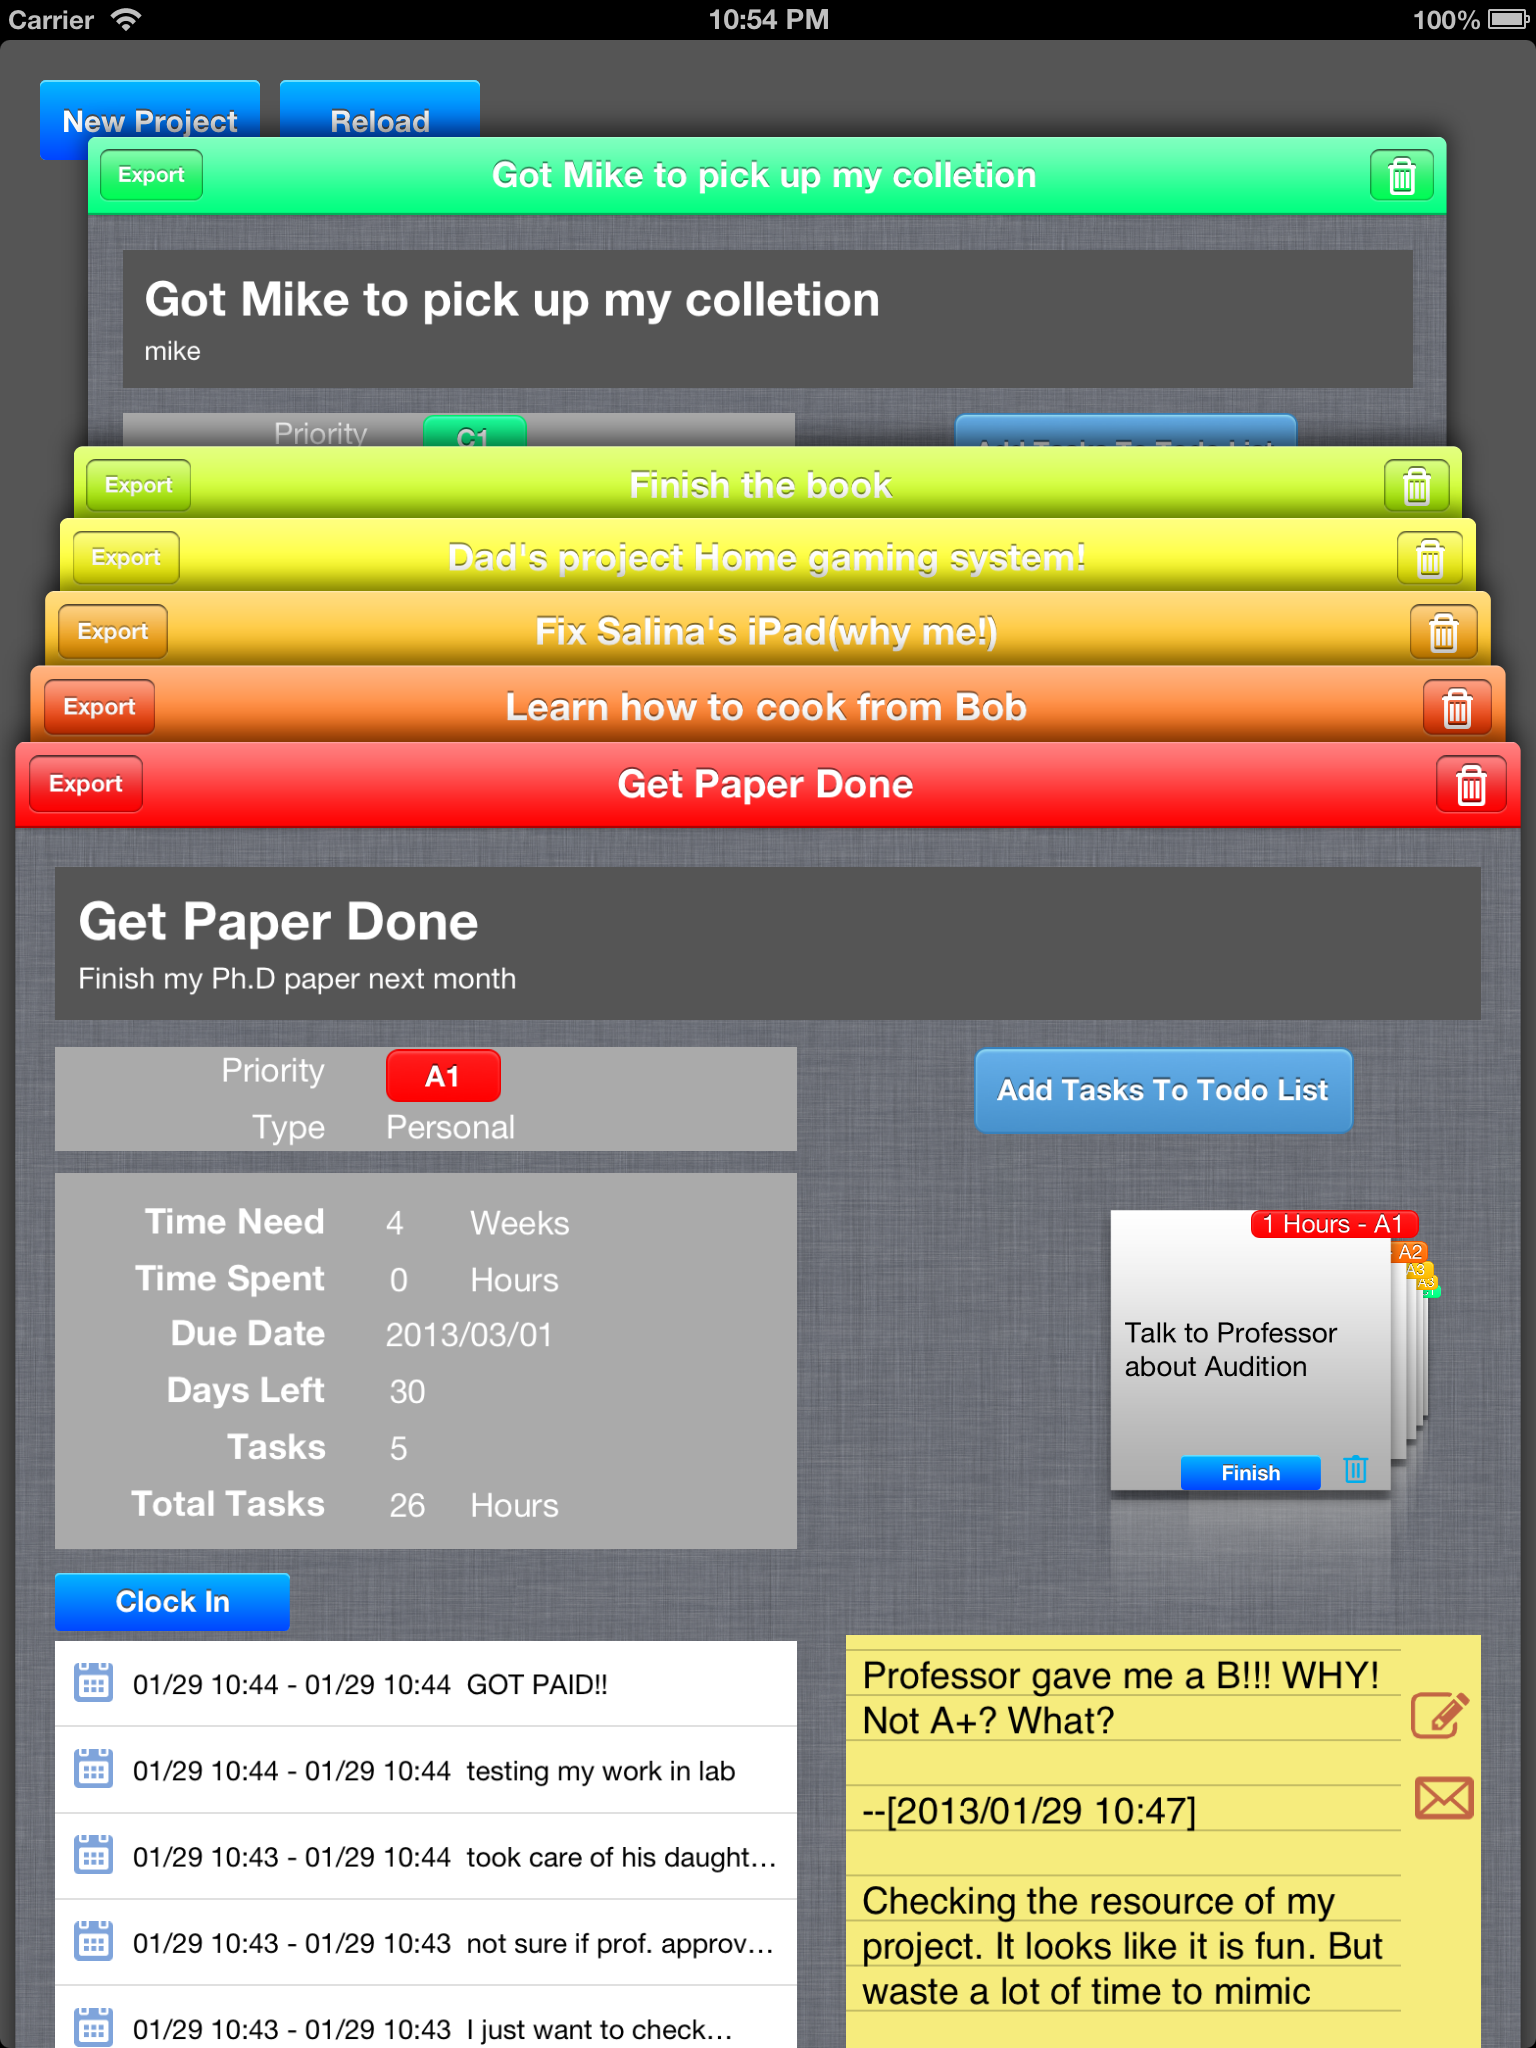 Carrier 10:54 PM 100%
New Project Reload
Export Got Mike to pick up my colletion
Got Mike to pick up my colletion
mike
Priority C1
Add Tasks To Todo List
Export Finish the book
Export Dad's project Home gaming system!
Export Fix Salina's iPad(why me!)
Export Learn how to cook from Bob
Export Get Paper Done
Get Paper Done
Finish my Ph.D paper next month
Priority A1
Type Personal
Add Tasks To Todo List
Time Need 4 Weeks
Time Spent 0 Hours
Due Date 2013/03/01
Days Left 30
Tasks 5
Total Tasks 26 Hours
1 Hours - A1
A2
A3
A3
Talk to Professor
about Audition
Finish
Clock In
01/29 10:44 - 01/29 10:44 GOT PAID!!
01/29 10:44 - 01/29 10:44 testing my work in lab
01/29 10:43 - 01/29 10:44 took care of his daught...
01/29 10:43 - 01/29 10:43 not sure if prof. approv...
01/29 10:43 - 01/29 10:43 I just want to check...
Professor gave me a B!!! WHY!
Not A+? What?
--[2013/01/29 10:47]
Checking the resource of my
project. It looks like it is fun. But
waste a lot of time to mimic